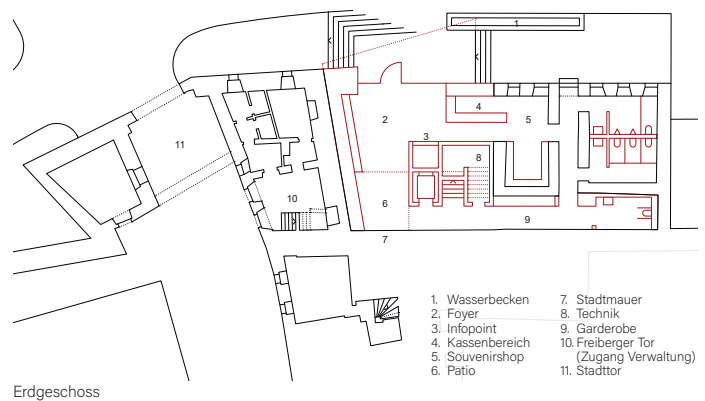 1
2
4
5
3
11
8
10
6
9
7
1. Wasserbecken
2. Foyer
3. Infopoint
4. Kassenbereich
5. Souvenirshop
6. Patio
7. Stadtmauer
8. Technik
9. Garderobe
10. Freiberger Tor
(Zugang Verwaltung)
11. Stadttor
Erdgeschoss